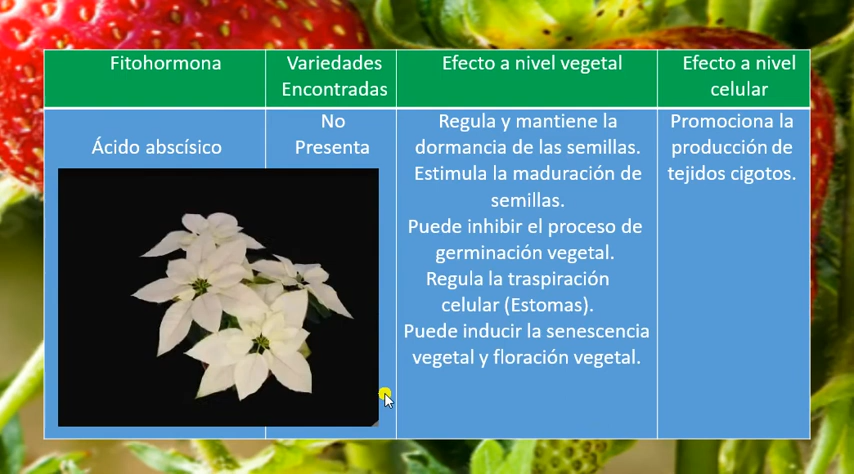 Fitohormona
Variedades
Encontradas
Efecto a nivel vegetal
Efecto a nivel
celular
Ácido abscísico
No
Presenta
Regula y mantiene la
dormancia de las semillas.
Estimula la maduración de
semillas.
Puede inhibir el proceso de
germinación vegetal.
Regula la traspiración
celular (Estomas).
Puede inducir la senescencia
vegetal y floración vegetal.
Promociona la
producción de
tejidos cigotos.